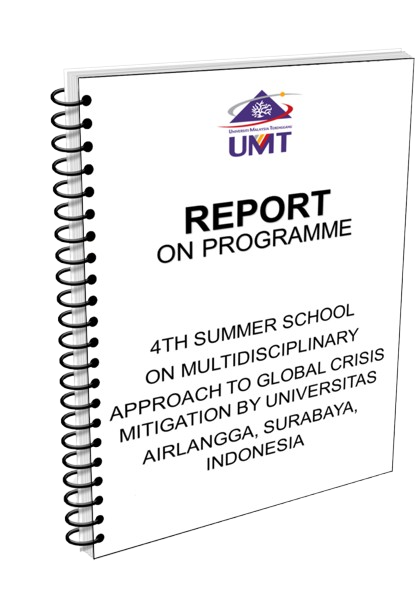 UNIVERSITI MALAYSIA TERENGGANU
UMT
REPORT
ON PROGRAMME
4TH SUMMER SCHOOL
ON MULTIDISCIPLINARY
APPROACH TO GLOBAL CRISIS
MITIGATION BY UNIVERSITAS
AIRLANGGA, SURABAYA,
INDONESIA